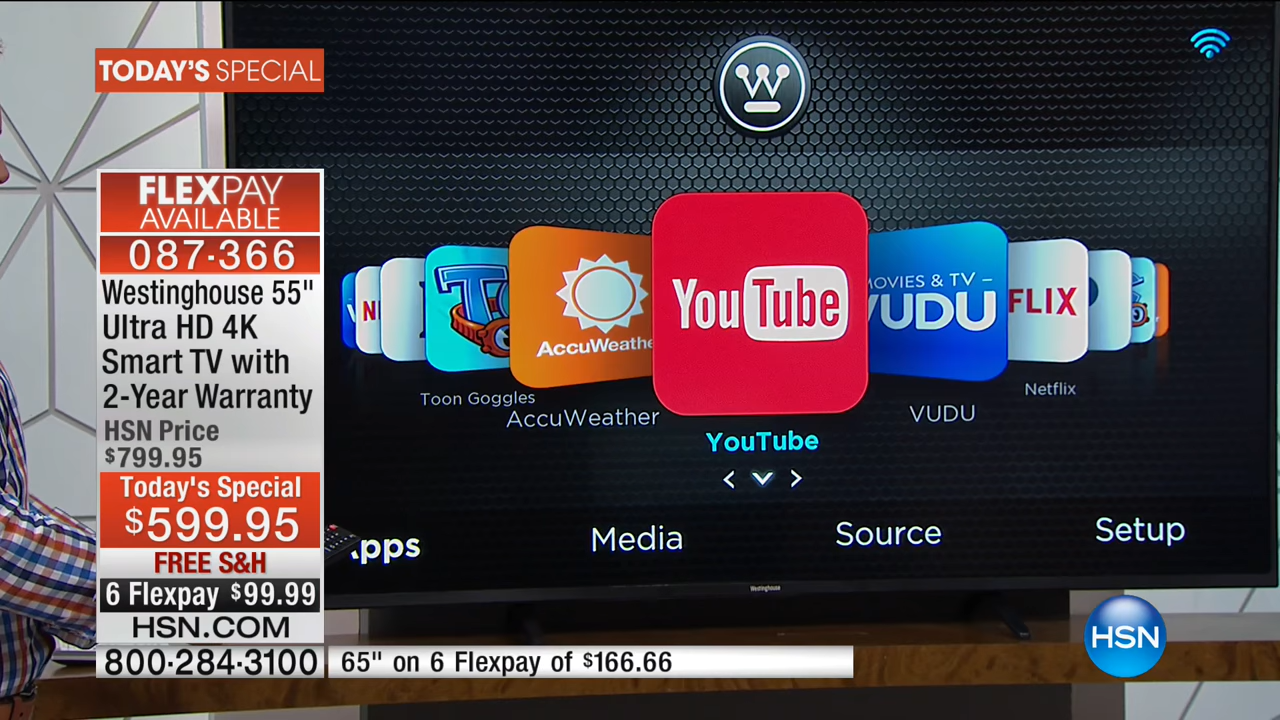 TODAY'S SPECIAL
FLEXPAY
AVAILABLE
087·366
Westinghouse 55"
Ultra HD 4K
Smart TV with
2-Year Warranty
HSN Price
$799.95
Today's Special
$599.95
FREE S&H
6 Flexpay $99.99
HSN.COM
800·284·3100
65" on 6 Flexpay of $166.66
W
AccuWeathe
YouTube
MOVIES & TV –
VUDU
FLIX
Toon Goggles
AccuWeather
YouTube
VUDU
Netflix
Apps
Media
Source
Setup
Westinghouse
HSN